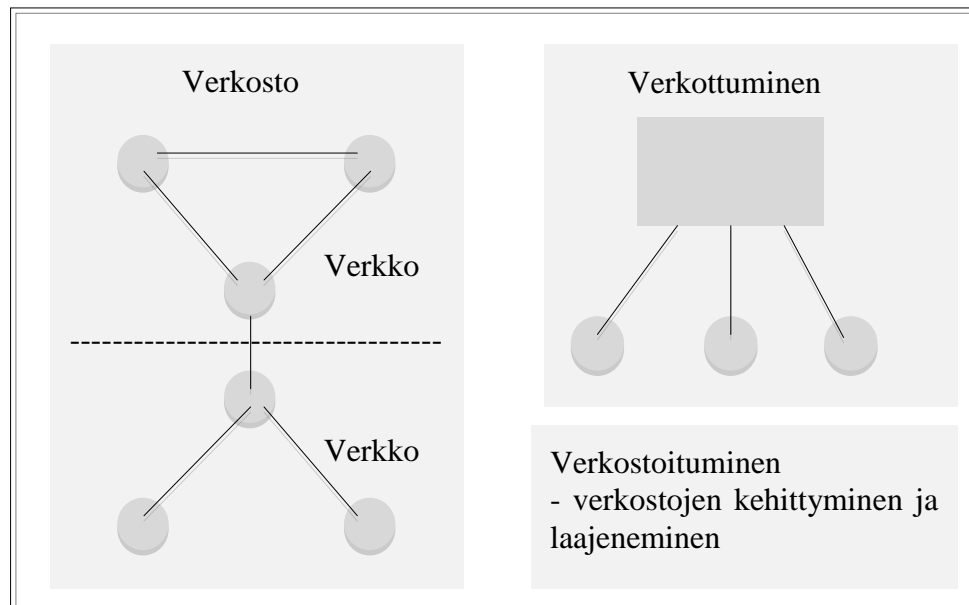 Verkosto
Verkko
Verkko
Verkottuminen
Verkostoituminen
- verkostojen kehittyminen ja
laajeneminen